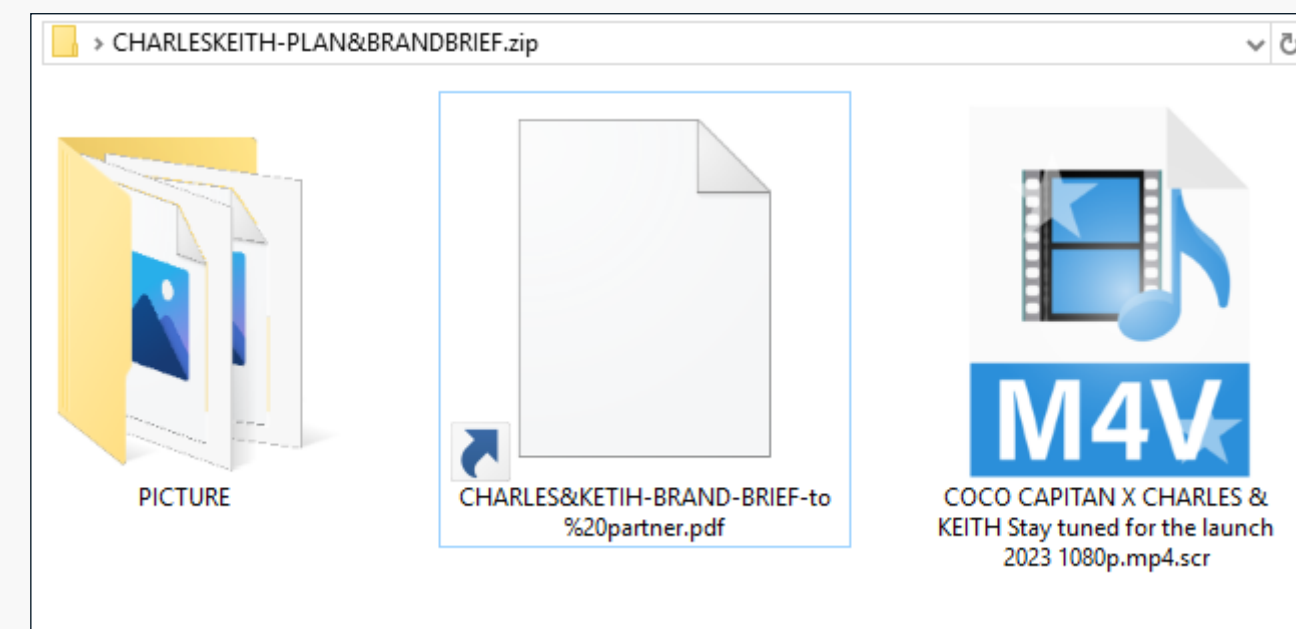 > CHARLESKEITH-PLAN&BRANDBRIEF.zip
PICTURE
CHARLES&KETIH-BRAND-BRIEF-to
%20partner.pdf
M4V
COCO CAPITAN X CHARLES &
KEITH Stay tuned for the launch
2023 1080p.mp4.scr